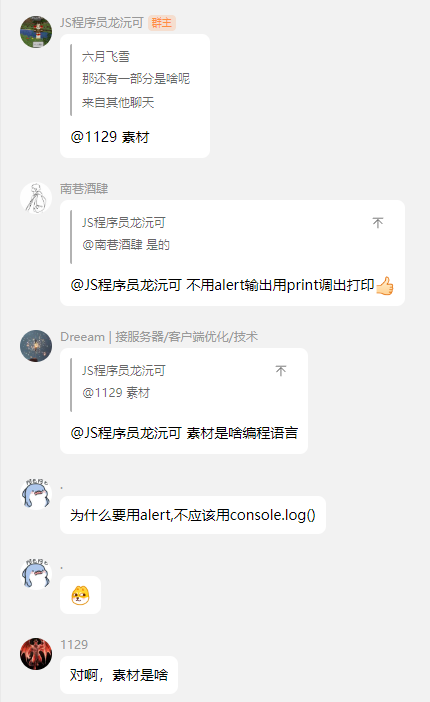 JS程序员龙沅可 群主
六月飞雪
那还有一部分是啥呢
来自其他聊天
@1129 素材
南巷酒肆
JS程序员龙沅可
@南巷酒肆 是的
@JS程序员龙沅可 不用alert输出用print调出打印
Dreeam | 接服务器/客户端优化/技术
JS程序员龙沅可
@1129 素材
@JS程序员龙沅可 素材是啥编程语言
.
为什么要用alert,不应该用console.log()
.
1129
对啊，素材是啥